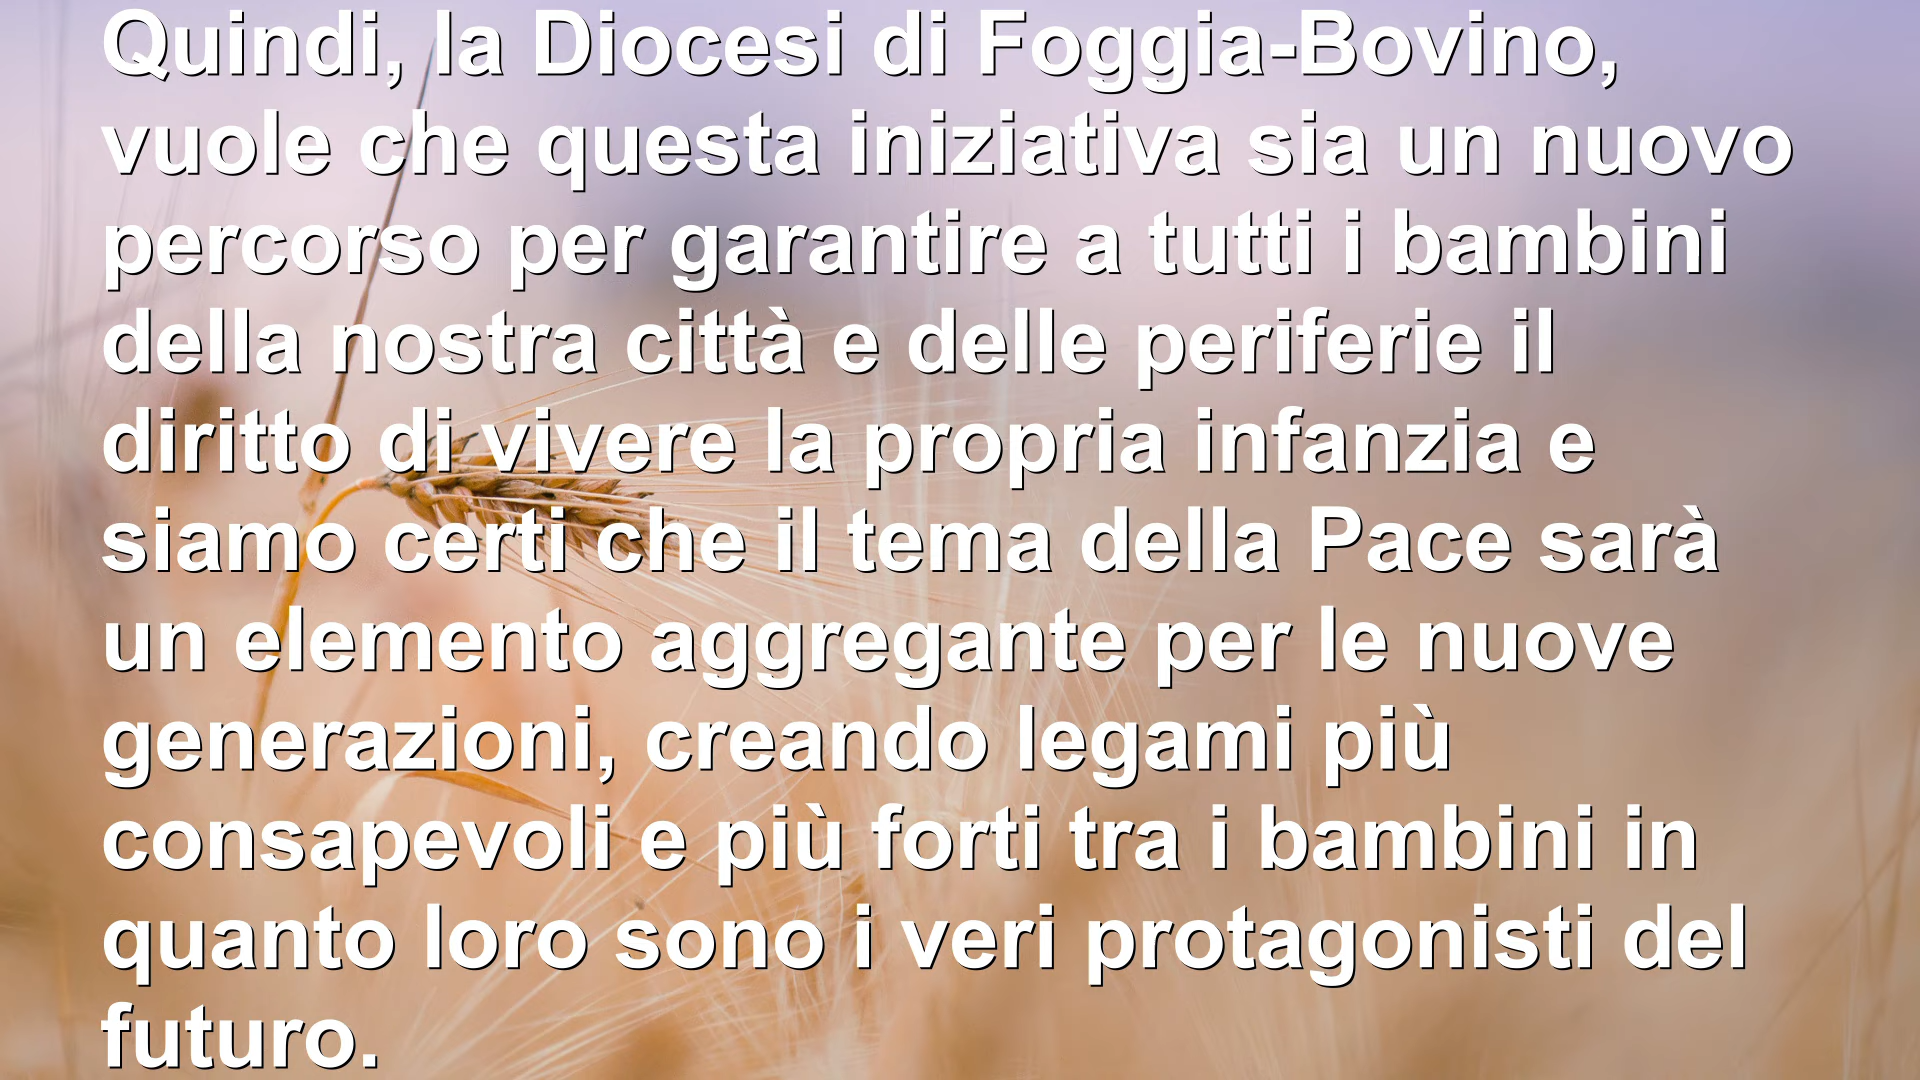 Quindi, la Diocesi di Foggia-Bovino,
vuole che questa iniziativa sia un nuovo
percorso per garantire a tutti i bambini
della nostra città e delle periferie il
diritto di vivere la propria infanzia e
siamo certi che il tema della Pace sarà
un elemento aggregante per le nuove
generazioni, creando legami più
consapevoli e più forti tra i bambini in
quanto loro sono i veri protagonisti del
futuro.